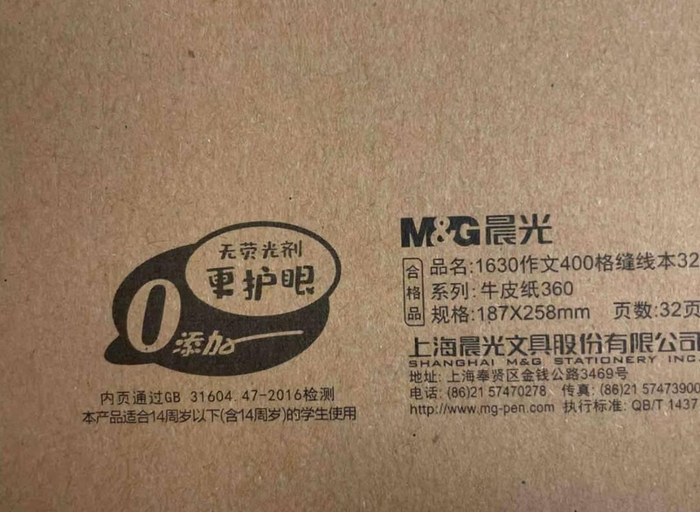 无荧光剂
更护眼
0
添加
内页通过GB 31604.47-2016检测
本产品适合14周岁以下(含14周岁)的学生使用
M&G晨光
合格品
品名:1630作文400格缝线本32
系列:牛皮纸360
规格:187X258mm 页数:32页
上海晨光文具股份有限公司
SHANGHAI M&G STATIONERY INC.
地址: 上海奉贤区金钱公路3469号
电话: (86)21 57470278 传真: (86)21 57473900
http://www.mg-pen.com 执行标准: QB/T 1437